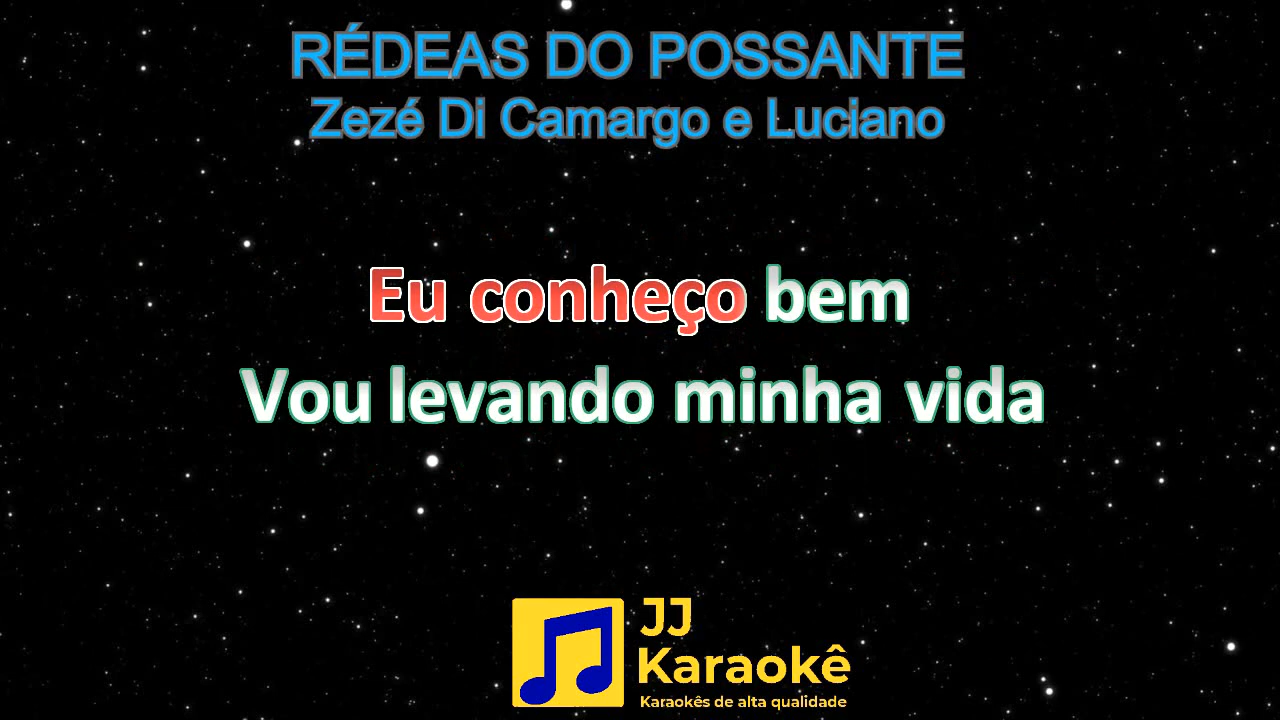 RÉDEAS DO POSSANTE
Zezé Di Camargo e Luciano
Eu conheço bem
Vou levando minha vida
JJ
Karaokê
Karaokês de alta qualidade